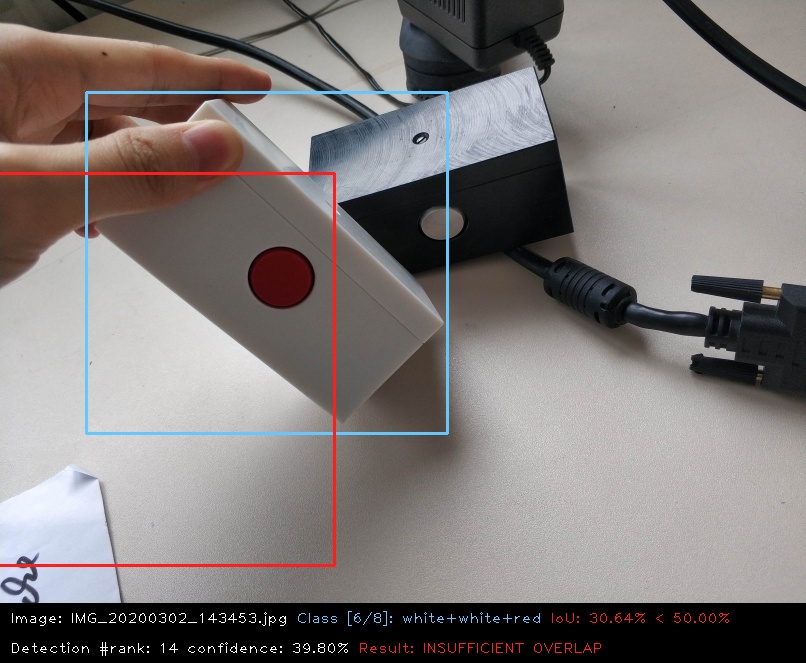 Image: IMG_20200302_143453.jpg Class [6/8]: white+white+red IoU: 30.64% < 50.00%
Detection #rank: 14 confidence: 39.80% Result: INSUFFICIENT OVERLAP